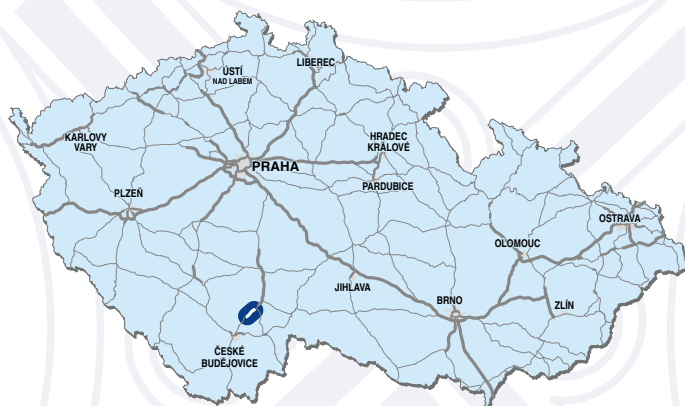 LIBEREC
ÚSTÍ
NAD LABEM
KARLOVY
VARY
HRADEC
KRÁLOVÉ
PRAHA
PARDUBICE
PLZEŇ
OSTRAVA
OLOMOUC
JIHLAVA
BRNO
ZLÍN
ČESKÉ
BUDĚJOVICE